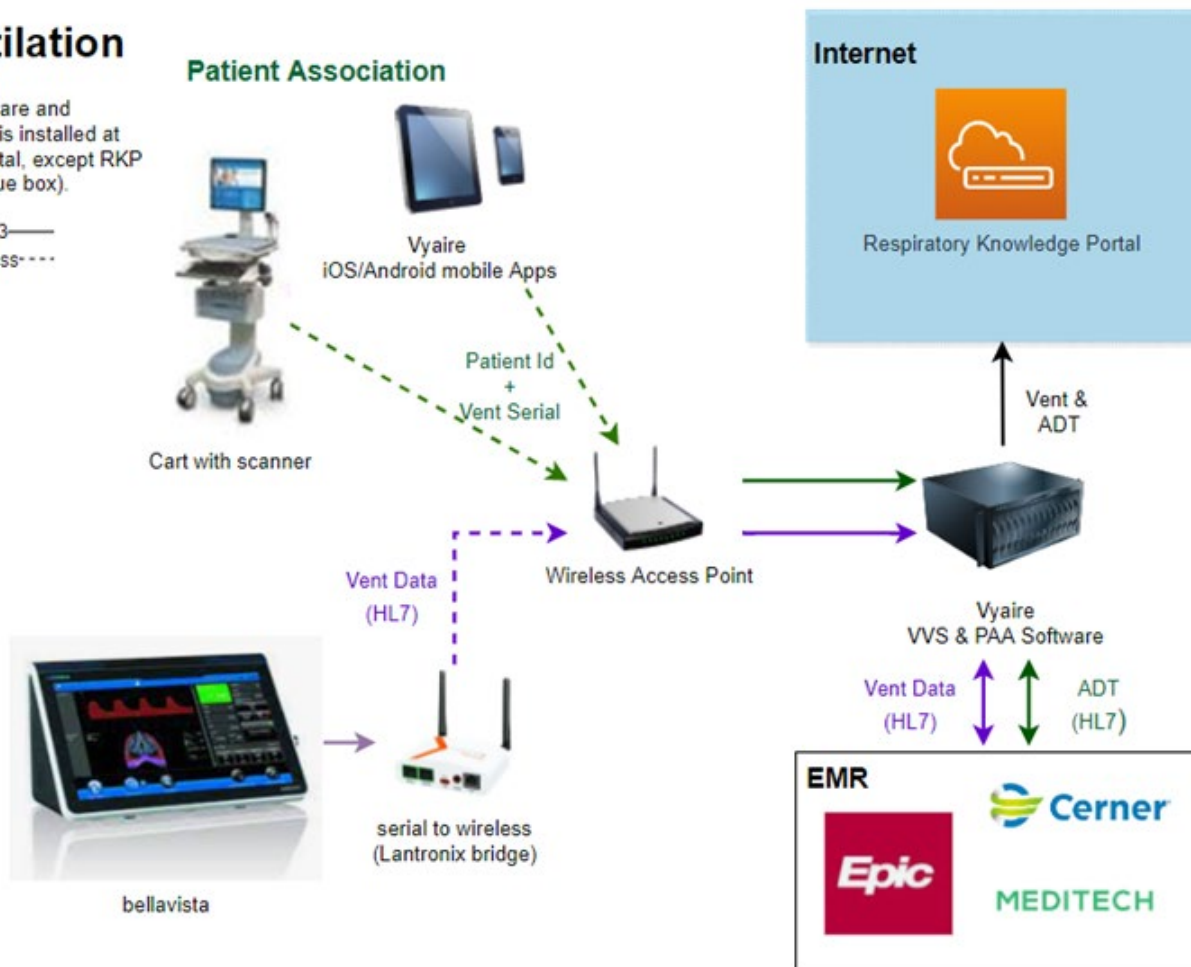 tilation
Patient Association
are and
is installed at
tal, except RKP
ue box).
3
ss
Vyaire
iOS/Android mobile Apps
Internet
Respiratory Knowledge Portal
Patient Id
+
Vent Serial
Vent &
ADT
Cart with scanner
Wireless Access Point
Vent Data
(HL7)
Vyaire
VVS & PAA Software
Vent Data
(HL7)
ADT
(HL7)
serial to wireless
(Lantronix bridge)
bellavista
EMR
Epic
Cerner
MEDITECH